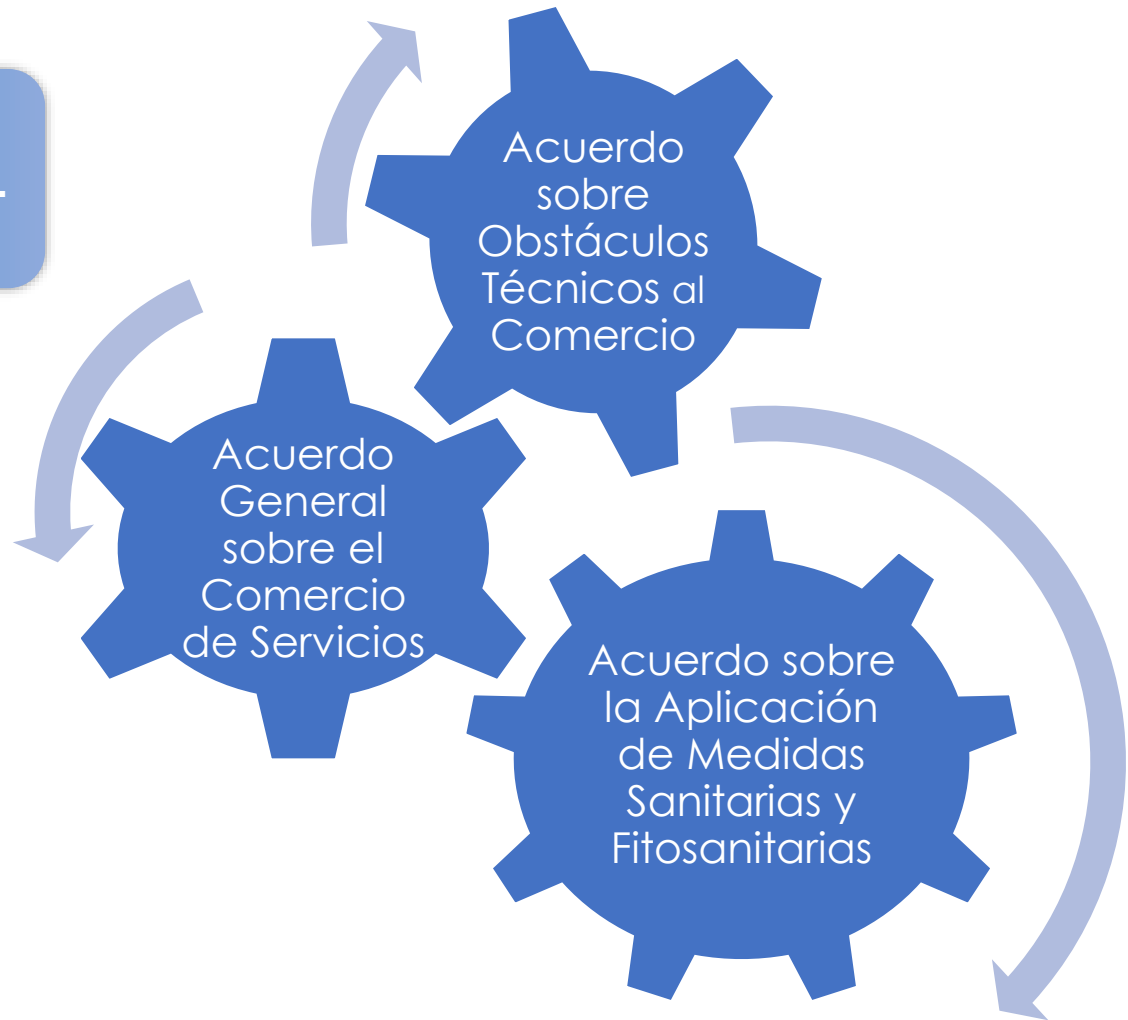 Acuerdo
sobre
Obstáculos
Técnicos al
Comercio
Acuerdo
General
sobre el
Comercio
de Servicios
Acuerdo sobre
la Aplicación
de Medidas
Sanitarias y
Fitosanitarias